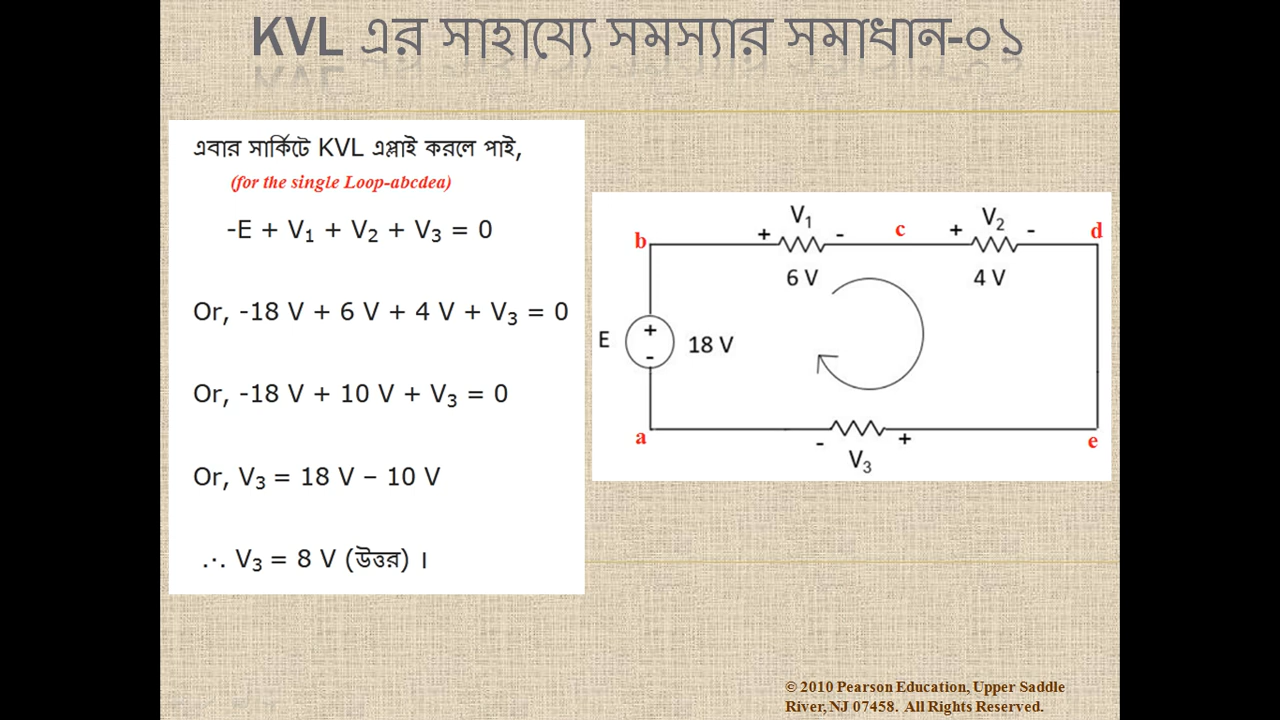 KVL এর সাহায্যে সমস্যার সমাধান-০১
এবার সার্কিটে KVL এপ্লাই করলে পাই,
(for the single Loop-abcdea)
-E + V₁ + V₂ + V₃ = 0
Or, -18 V + 6 V + 4 V + V₃ = 0
Or, -18 V + 10 V + V₃ = 0
Or, V₃ = 18 V – 10 V
∴ V₃ = 8 V (উত্তর) ।
V₁ V₂
b + - c + - d
6 V 4 V
E + - 18 V
a - + e
V₃
© 2010 Pearson Education, Upper Saddle
River, NJ 07458. All Rights Reserved.